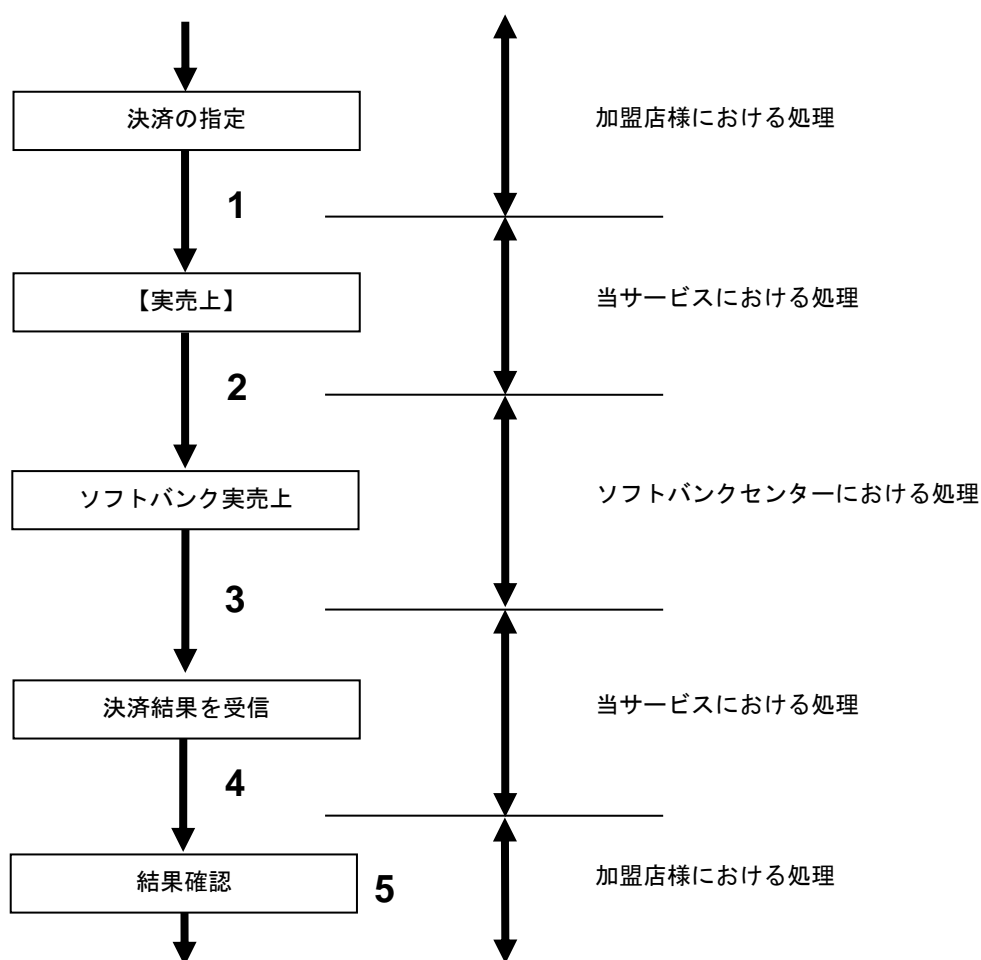 決済の指定
加盟店様における処理
1
【実売上】
当サービスにおける処理
2
ソフトバンク実売上
ソフトバンクセンターにおける処理
3
決済結果を受信
当サービスにおける処理
4
結果確認
5
加盟店様における処理